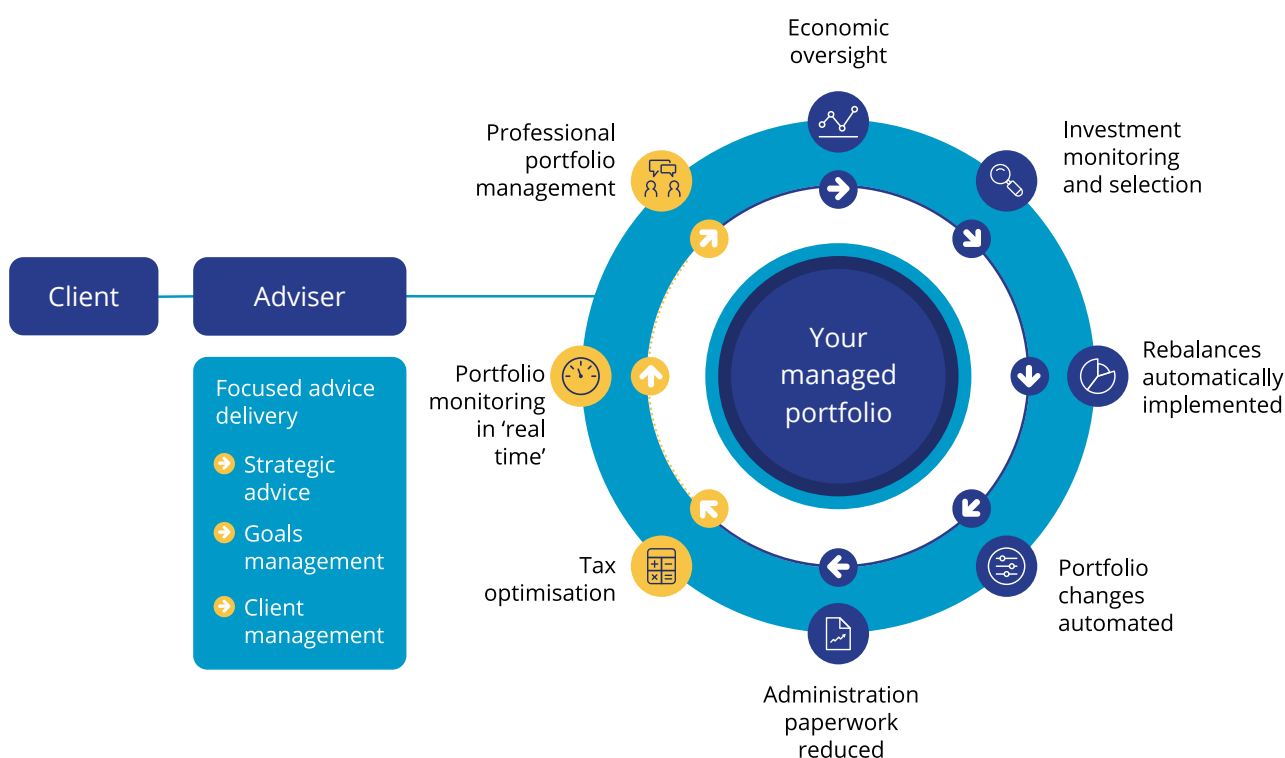 Economic
oversight
Professional
portfolio
management
Investment
monitoring
and selection
Client
Adviser
Your
managed
portfolio
Rebalances
automatically
implemented
Focused advice
delivery
Strategic
advice
Goals
management
Client
management
Portfolio
monitoring
in ‘real
time’
Tax
optimisation
Portfolio
changes
automated
Administration
paperwork
reduced